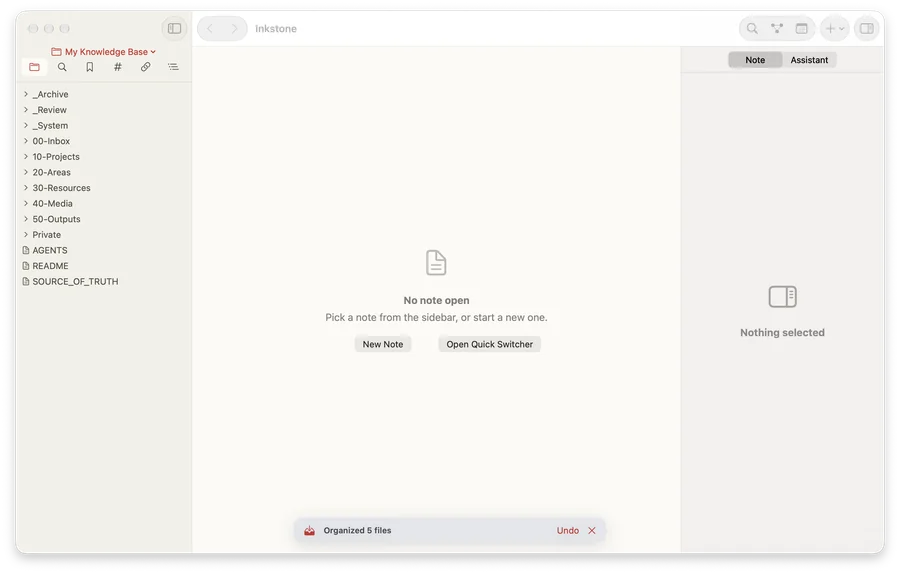 Inkstone
My Knowledge Base
_Archive
_Review
_System
00-Inbox
10-Projects
20-Areas
30-Resources
40-Media
50-Outputs
Private
AGENTS
README
SOURCE_OF_TRUTH
No note open
Pick a note from the sidebar, or start a new one.
New Note Open Quick Switcher
Organized 5 files Undo
Note Assistant
Nothing selected